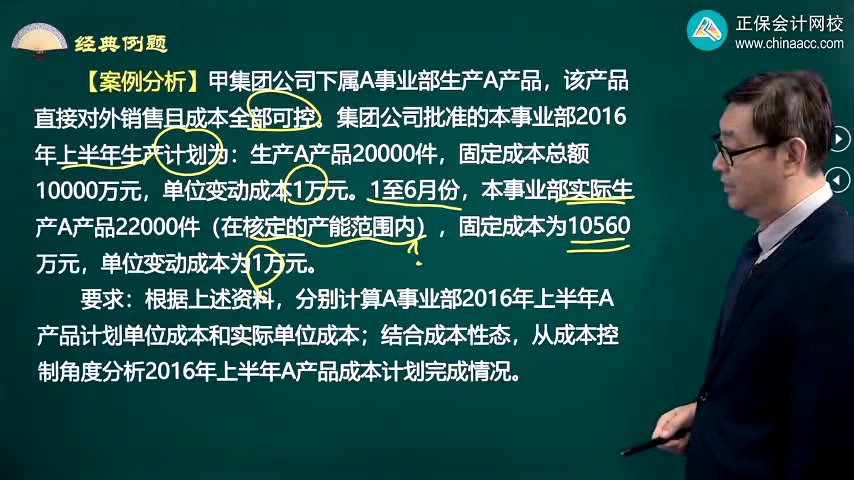 经典例题
正保会计网校
www.chinaacc.com
【案例分析】甲集团公司下属A事业部生产A产品，该产品
直接对外销售且成本全部可控。集团公司批准的本事业部2016
年上半年生产计划为：生产A产品20000件，固定成本总额
10000万元，单位变动成本1万元。1至6月份，本事业部实际生
产A产品22000件（在核定的产能范围内），固定成本为10560
万元，单位变动成本为1万元。
要求：根据上述资料，分别计算A事业部2016年上半年A
产品计划单位成本和实际单位成本；结合成本性态，从成本控
制角度分析2016年上半年A产品成本计划完成情况。